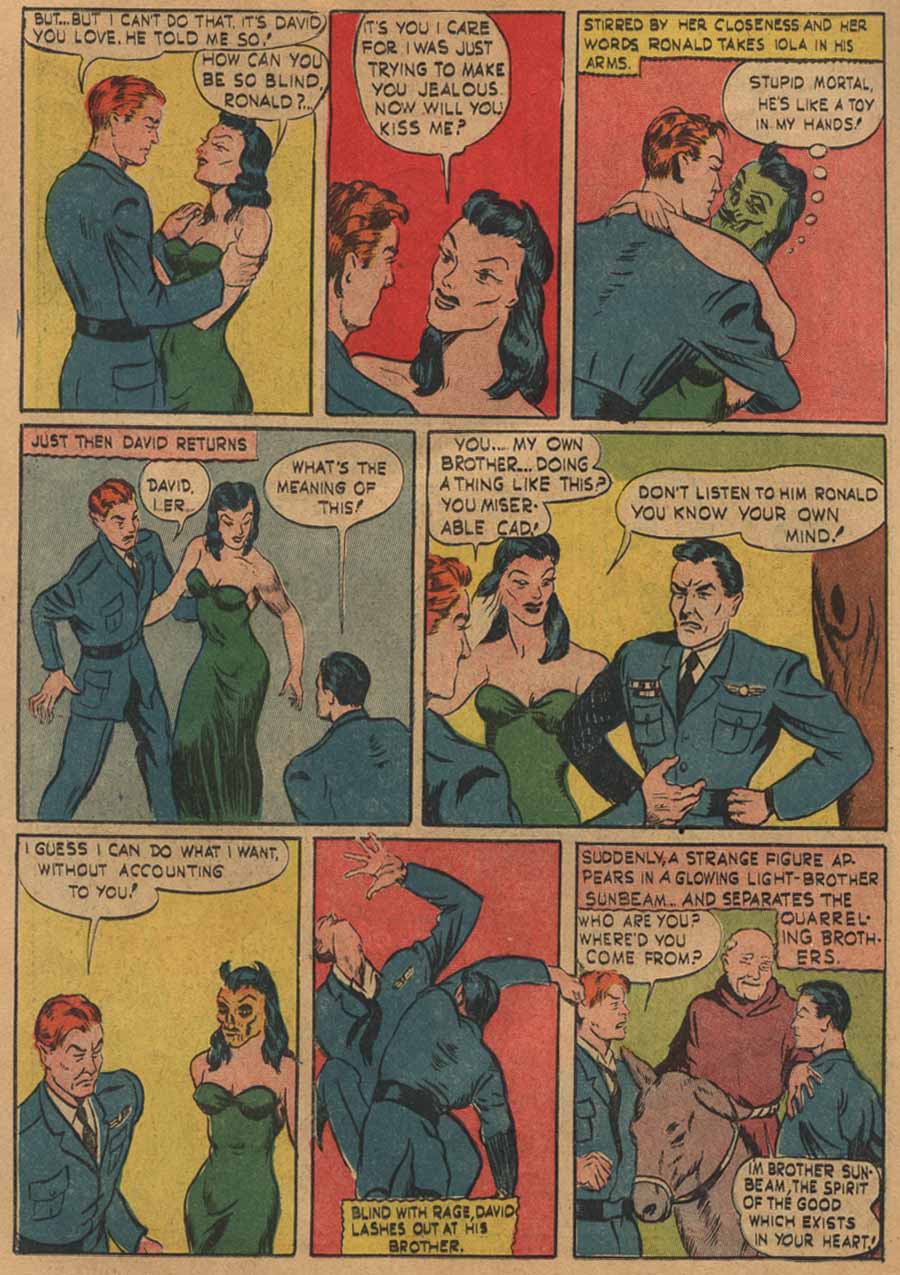 BUT...BUT I CAN'T DO THAT. IT'S DAVID
YOU LOVE. HE TOLD ME SO!
HOW CAN YOU
BE SO BLIND,
RONALD?...
IT'S YOU I CARE
FOR. I WAS JUST
TRYING TO MAKE
YOU JEALOUS.
NOW WILL YOU
KISS ME?
STIRRED BY HER CLOSENESS AND HER
WORDS, RONALD TAKES IOLA IN HIS
ARMS.
STUPID MORTAL,
HE'S LIKE A TOY
IN MY HANDS!
JUST THEN DAVID RETURNS
DAVID,
I..ER...
WHAT'S THE
MEANING OF
THIS!
YOU.... MY OWN
BROTHER... DOING
A THING LIKE THIS?
YOU MISER-
ABLE CAD!
DON'T LISTEN TO HIM RONALD
YOU KNOW YOUR OWN
MIND!
I GUESS I CAN DO WHAT I WANT,
WITHOUT ACCOUNTING
TO YOU!
BLIND WITH RAGE, DAVID
LASHES OUT AT HIS
BROTHER.
SUDDENLY, A STRANGE FIGURE AP-
PEARS IN A GLOWING LIGHT-BROTHER
SUNBEAM... AND SEPARATES THE
QUARREL-
ING BROTH-
ERS.
WHO ARE YOU?
WHERE'D YOU
COME FROM?
I'M BROTHER SUN-
BEAM, THE SPIRIT
OF THE GOOD
WHICH EXISTS
IN YOUR HEART!